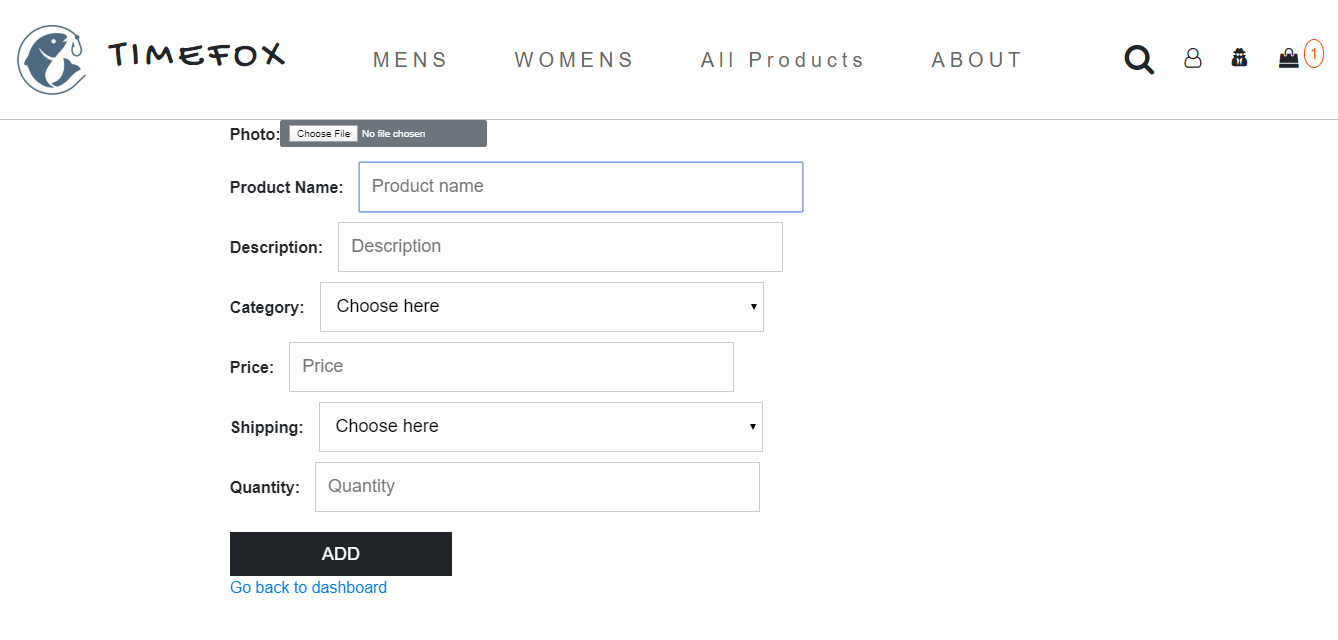 TIMEFOX MENS WOMENS All Products ABOUT 1
Photo: Choose File No file chosen
Product Name: Product name
Description: Description
Category: Choose here
Price: Price
Shipping: Choose here
Quantity: Quantity
ADD
Go back to dashboard